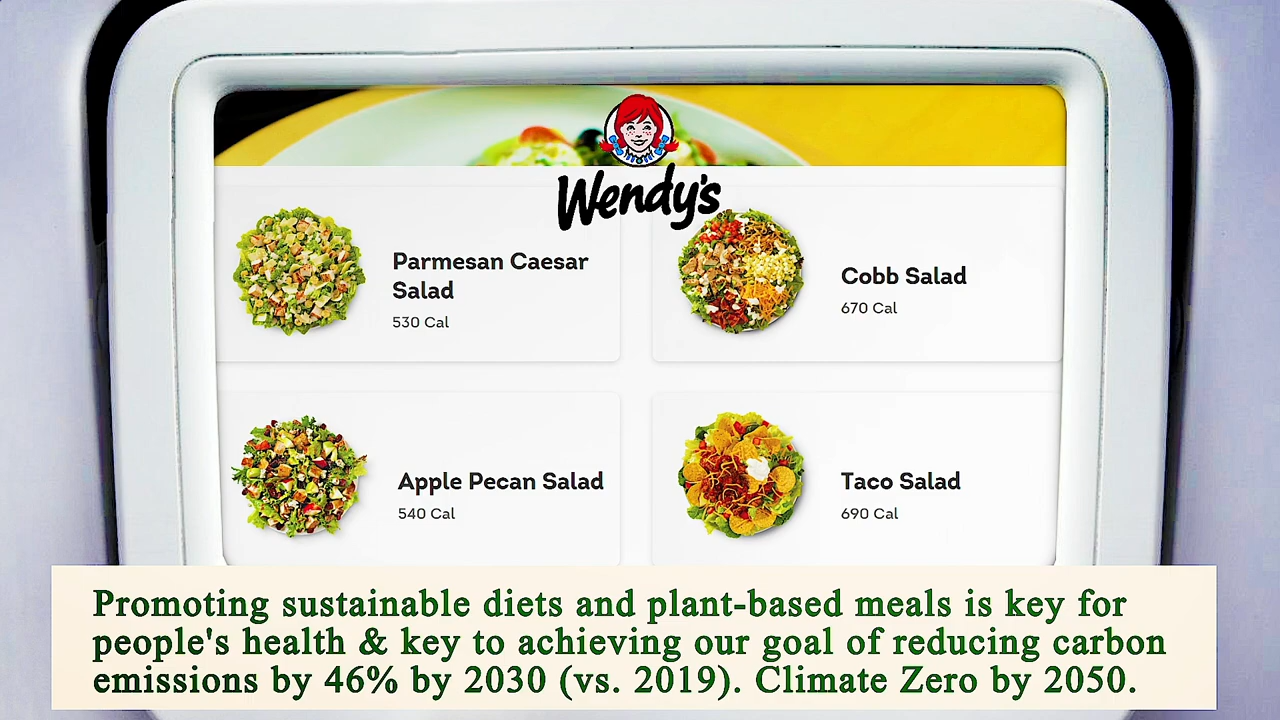 Wendy's
Parmesan Caesar
Salad
530 Cal
Cobb Salad
670 Cal
Apple Pecan Salad
540 Cal
Taco Salad
690 Cal
Promoting sustainable diets and plant-based meals is key for
people's health & key to achieving our goal of reducing carbon
emissions by 46% by 2030 (vs. 2019). Climate Zero by 2050.